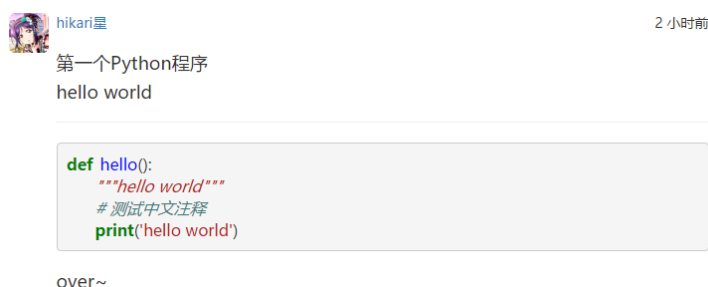 hikari星
2 小时前
第一个Python程序
hello world
def hello():
"""hello world"""
# 测试中文注释
print('hello world')
over~